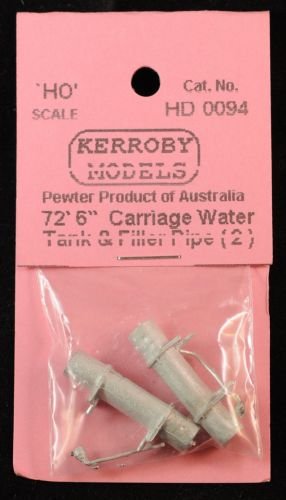 'HO'
SCALE
Cat. No.
HD 0094
KERROBY
MODELS
Pewter Product of Australia
72' 6" Carriage Water
Tank & Filler Pipe ( 2 )